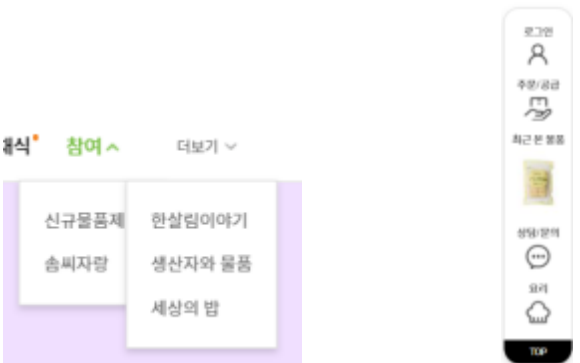 채식
참여
더보기
신규물품제
솜씨자랑
한살림이야기
생산자와 물품
세상의 밥
로그인
주문/공급
최근 본 물품
상담/문의
요리
TOP